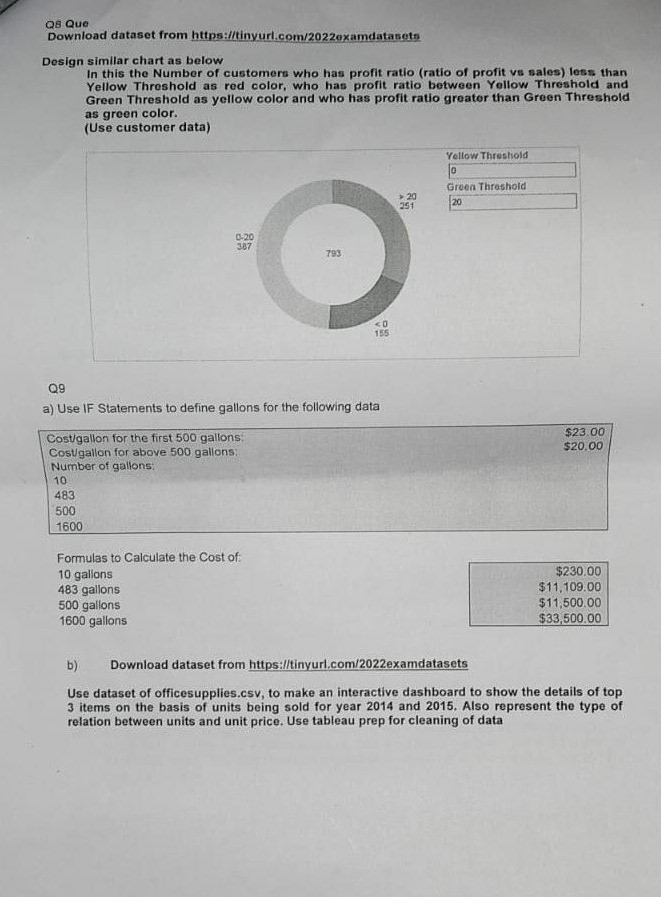 Q8 Que
Download dataset from https://tinyurl.com/2022examdatasets
Design similar chart as below
In this the Number of customers who has profit ratio (ratio of profit vs sales) less than
Yellow Threshold as red color, who has profit ratio between Yellow Threshold and
Green Threshold as yellow color and who has profit ratio greater than Green Threshold
as green color.
(Use customer data)
Yellow Threshold
0
Green Threshold
20
> 20
251
0-20
387
793
< 0
155
Q9
a) Use IF Statements to define gallons for the following data
Cost/gallon for the first 500 gallons: $23.00
Cost/gallon for above 500 gallons: $20.00
Number of gallons:
10
483
500
1600
Formulas to Calculate the Cost of:
10 gallons $230.00
483 gallons $11,109.00
500 gallons $11,500.00
1600 gallons $33,500.00
b) Download dataset from https://tinyurl.com/2022examdatasets
Use dataset of officesupplies.csv, to make an interactive dashboard to show the details of top
3 items on the basis of units being sold for year 2014 and 2015. Also represent the type of
relation between units and unit price. Use tableau prep for cleaning of data